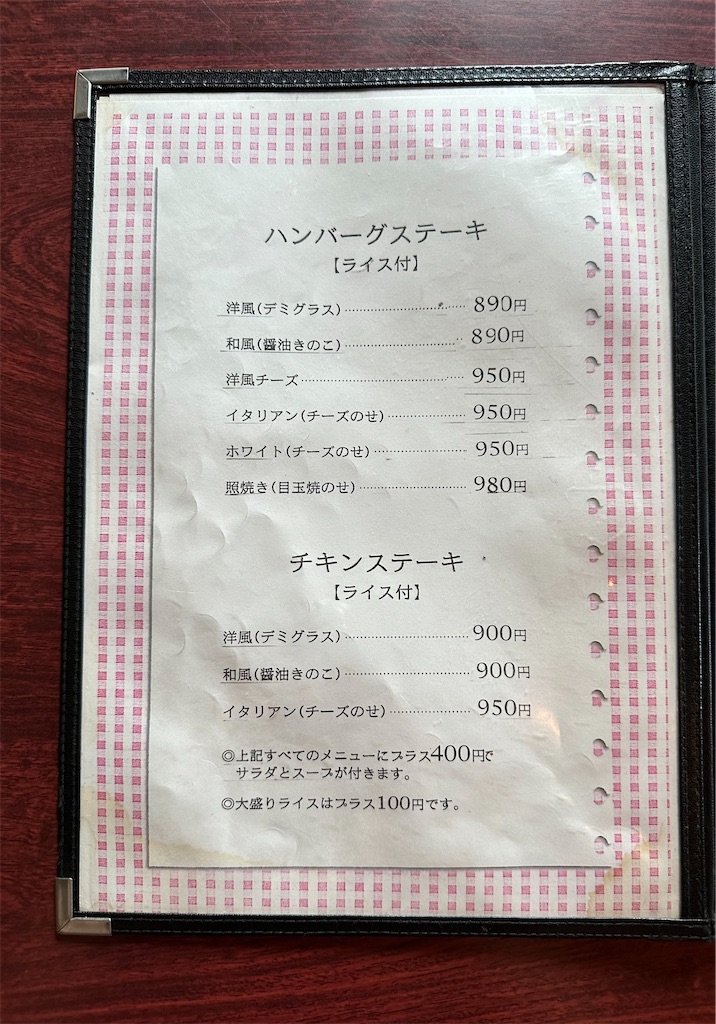 ハンバーグステーキ
【ライス付】
洋風(デミグラス)…………………… 890円
和風(醤油きのこ)…………………… 890円
洋風チーズ…………………………… 950円
イタリアン(チーズのせ)…………… 950円
ホワイト(チーズのせ)……………… 950円
照焼き(目玉焼のせ)………………… 980円
チキンステーキ
【ライス付】
洋風(デミグラス)…………………… 900円
和風(醤油きのこ)…………………… 900円
イタリアン(チーズのせ)…………… 950円
◎上記すべてのメニューにプラス400円で
サラダとスープが付きます。
◎大盛りライスはプラス100円です。